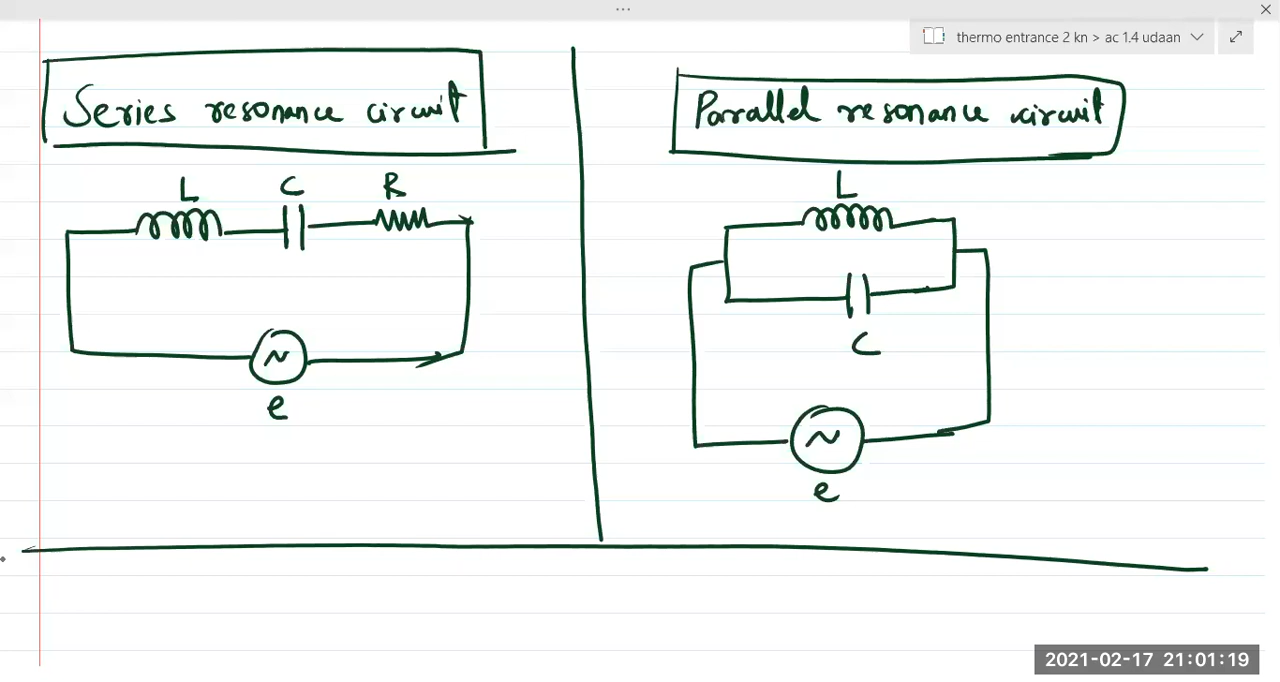 ...
thermo entrance 2 kn > ac 1.4 udaan
Series resonance circuit
L C R
e
Parallel resonance circuit
L
C
e
2021-02-17 21:01:19